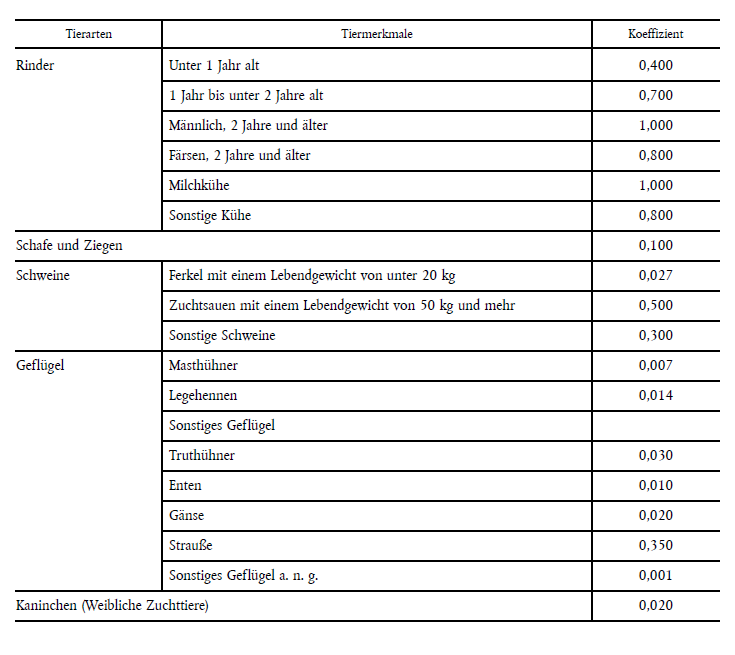 Tierarten Tiermerkmale Koeffizient
Rinder Unter 1 Jahr alt 0,400
1 Jahr bis unter 2 Jahre alt 0,700
Männlich, 2 Jahre und älter 1,000
Färsen, 2 Jahre und älter 0,800
Milchkühe 1,000
Sonstige Kühe 0,800
Schafe und Ziegen 0,100
Schweine Ferkel mit einem Lebendgewicht von unter 20 kg 0,027
Zuchtsauen mit einem Lebendgewicht von 50 kg und mehr 0,500
Sonstige Schweine 0,300
Geflügel Masthühner 0,007
Legehennen 0,014
Sonstiges Geflügel
Truthühner 0,030
Enten 0,010
Gänse 0,020
Strauße 0,350
Sonstiges Geflügel a. n. g. 0,001
Kaninchen (Weibliche Zuchttiere) 0,020